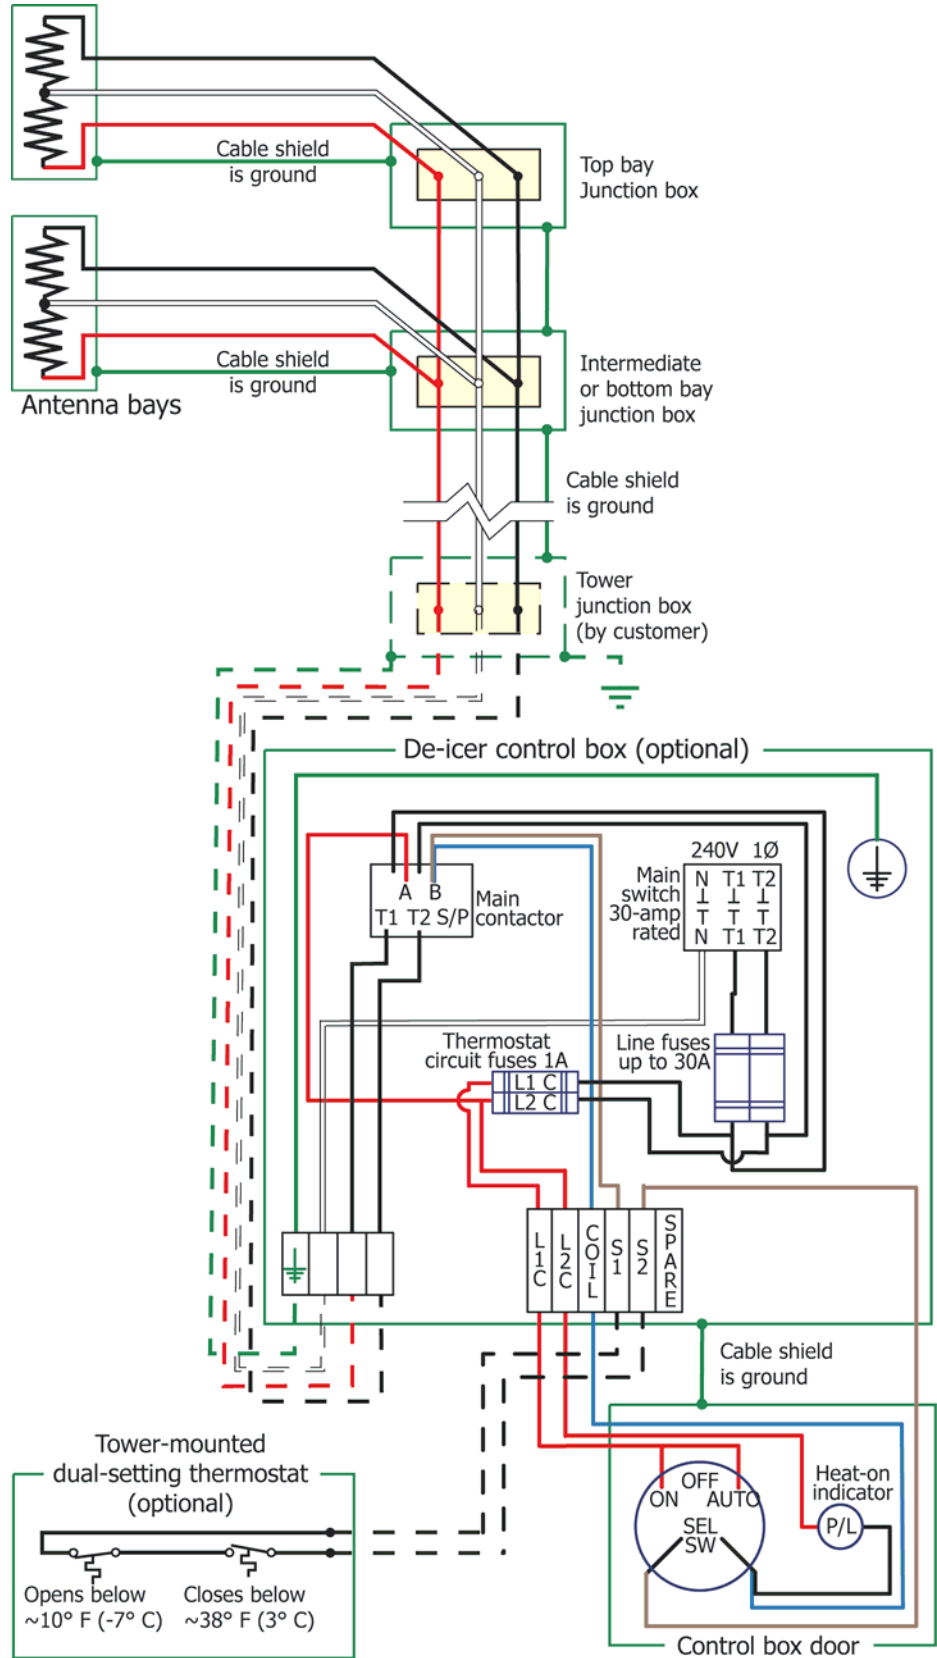 Cable shield
is ground
Top bay
Junction box
Cable shield
is ground
Intermediate
or bottom bay
junction box
Antenna bays
Cable shield
is ground
Tower
junction box
(by customer)
De-icer control box (optional)
240V 1Ø
Main
switch
30-amp
rated
N T1 T2
N T1 T2
A B
T1 T2 S/P
Main
contactor
Thermostat
circuit fuses 1A
L1 C
L2 C
Line fuses
up to 30A
L1C
L2C
COIL
S1
S2
SPARE
Cable shield
is ground
Tower-mounted
dual-setting thermostat
(optional)
Opens below
~10° F (-7° C)
Closes below
~38° F (3° C)
OFF
ON AUTO
SEL
SW
Heat-on
indicator
P/L
Control box door